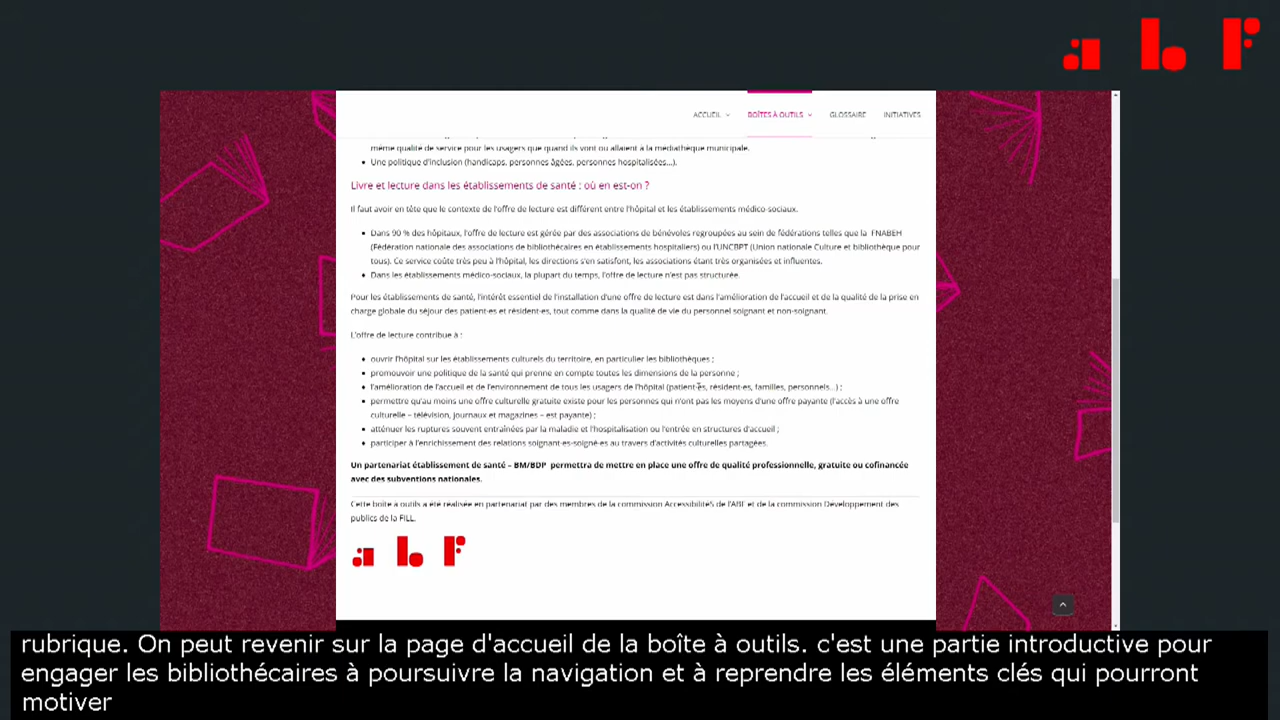 a b f
ACCUEIL BOÎTES À OUTILS GLOSSAIRE INITIATIVES
même qualité de service pour les usagers que quand ils vont ou allaient à la médiathèque municipale.
Une politique d'inclusion (handicaps, personnes âgées, personnes hospitalisées...).
Livre et lecture dans les établissements de santé : où en est-on ?
Il faut avoir en tête que le contexte de l'offre de lecture est différent entre l'hôpital et les établissements médico-sociaux.
Dans 90 % des hôpitaux, l'offre de lecture est gérée par des associations de bénévoles regroupées au sein de fédérations telles que la FNABEH
(Fédération nationale des associations de bibliothécaires en établissements hospitaliers) ou l'UNCBPT (Union nationale Culture et bibliothèque pour
tous). Ce service coûte très peu à l'hôpital, les directions s'en satisfont, les associations étant très organisées et influentes.
Dans les établissements médico-sociaux, la plupart du temps, l'offre de lecture n'est pas structurée.
Pour les établissements de santé, l'intérêt essentiel de l'installation d'une offre de lecture est dans l'amélioration de l'accueil et de la qualité de la prise en
charge globale du séjour des patient·es et résident·es, tout comme dans la qualité de vie du personnel soignant et non-soignant.
L'offre de lecture contribue à :
ouvrir l'hôpital sur les établissements culturels du territoire, en particulier les bibliothèques ;
promouvoir une politique de la santé qui prenne en compte toutes les dimensions de la personne ;
l'amélioration de l'accueil et de l'environnement de tous les usagers de l'hôpital (patient·es, résident·es, familles, personnels...) ;
permettre qu'au moins une offre culturelle gratuite existe pour les personnes qui n'ont pas les moyens d'une offre payante (l'accès à une offre
culturelle – télévision, journaux et magazines – est payante) ;
atténuer les ruptures souvent entraînées par la maladie et l'hospitalisation ou l'entrée en structures d'accueil ;
participer à l'enrichissement des relations soignant·es-soigné·es au travers d'activités culturelles partagées.
Un partenariat établissement de santé – BM/BDP permettra de mettre en place une offre de qualité professionnelle, gratuite ou cofinancée
avec des subventions nationales.
Cette boîte à outils a été réalisée en partenariat par des membres de la commission AccessibilitéS de l'ABF et de la commission Développement des
publics de la FILL.
a b f
rubrique. On peut revenir sur la page d'accueil de la boîte à outils. c'est une partie introductive pour
engager les bibliothécaires à poursuivre la navigation et à reprendre les éléments clés qui pourront
motiver